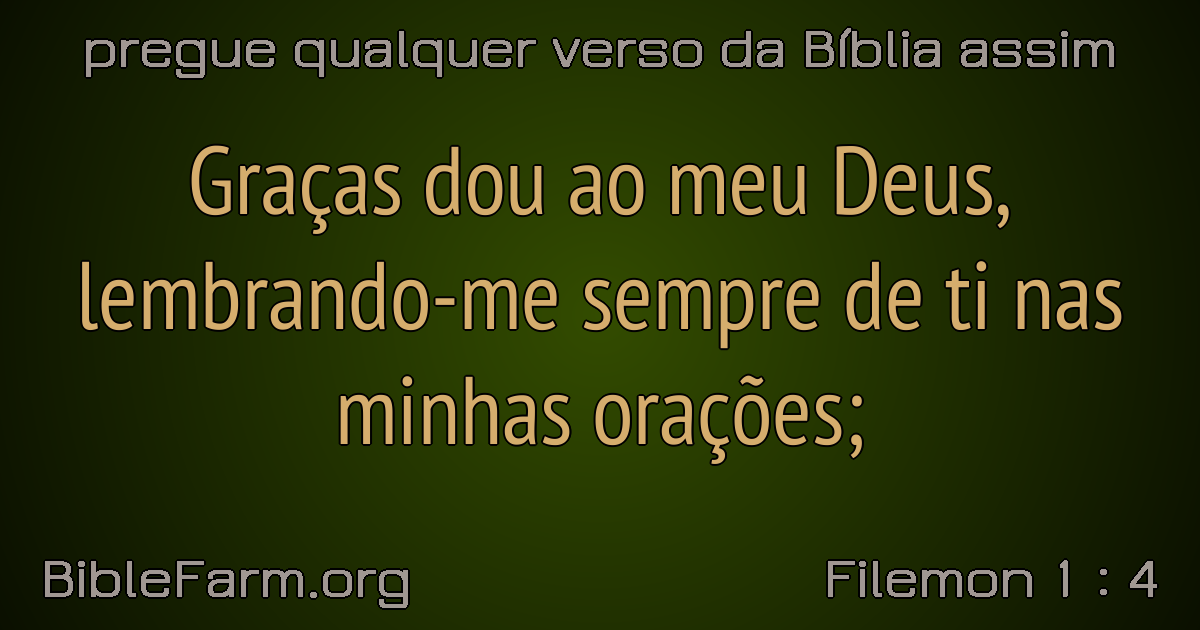 pregue qualquer verso da Bíblia assim
Graças dou ao meu Deus,
lembrando-me sempre de ti nas
minhas orações;
BibleFarm.org
Filemon 1 : 4